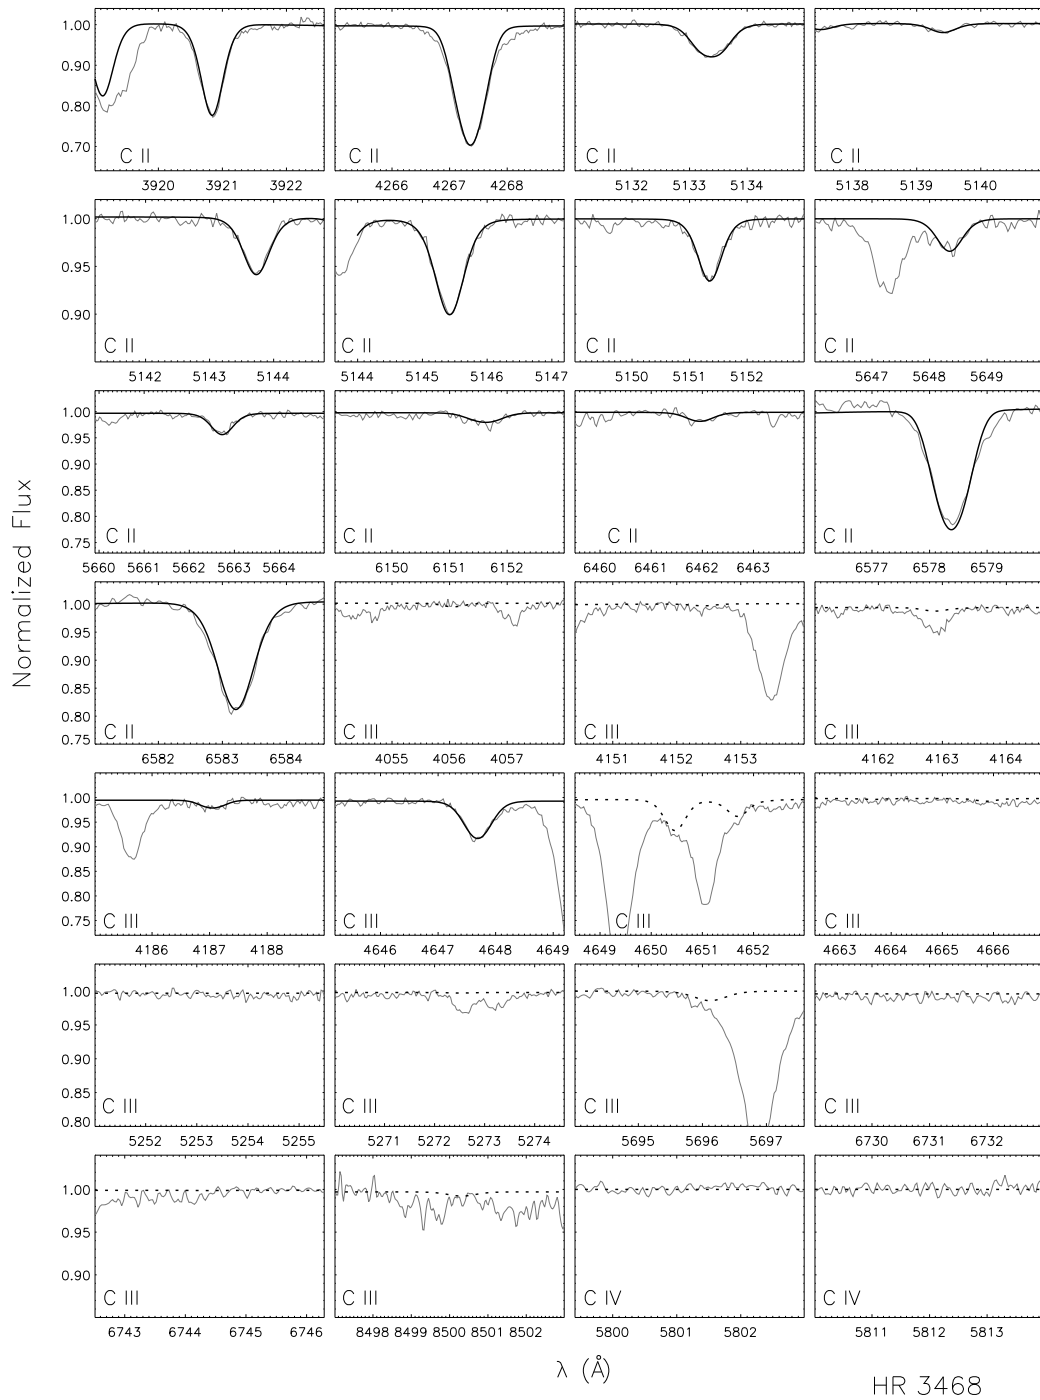 1.00
0.90
0.80
0.70
C II
C II
C II
C II
3920 3921 3922
4266 4267 4268
5132 5133 5134
5138 5139 5140
1.00
0.95
0.90
C II
C II
C II
C II
5142 5143 5144
5144 5145 5146 5147
5150 5151 5152
5647 5648 5649
1.00
0.95
0.90
0.85
0.80
0.75
C II
C II
C II
C II
5660 5661 5662 5663 5664
6150 6151 6152
6460 6461 6462 6463
6577 6578 6579
1.00
0.95
0.90
0.85
0.80
0.75
C II
C III
C III
C III
6582 6583 6584
4055 4056 4057
4151 4152 4153
4162 4163 4164
1.00
0.95
0.90
0.85
0.80
0.75
C III
C III
C III
C III
4186 4187 4188
4646 4647 4648 4649
4649 4650 4651 4652
4663 4664 4665 4666
1.00
0.95
0.90
0.85
0.80
C III
C III
C III
C III
5252 5253 5254 5255
5271 5272 5273 5274
5695 5696 5697
6730 6731 6732
1.00
0.95
0.90
C III
C III
C IV
C IV
6743 6744 6745 6746
8498 8499 8500 8501 8502
5800 5801 5802
5811 5812 5813
Normalized Flux
λ (Å)
HR 3468